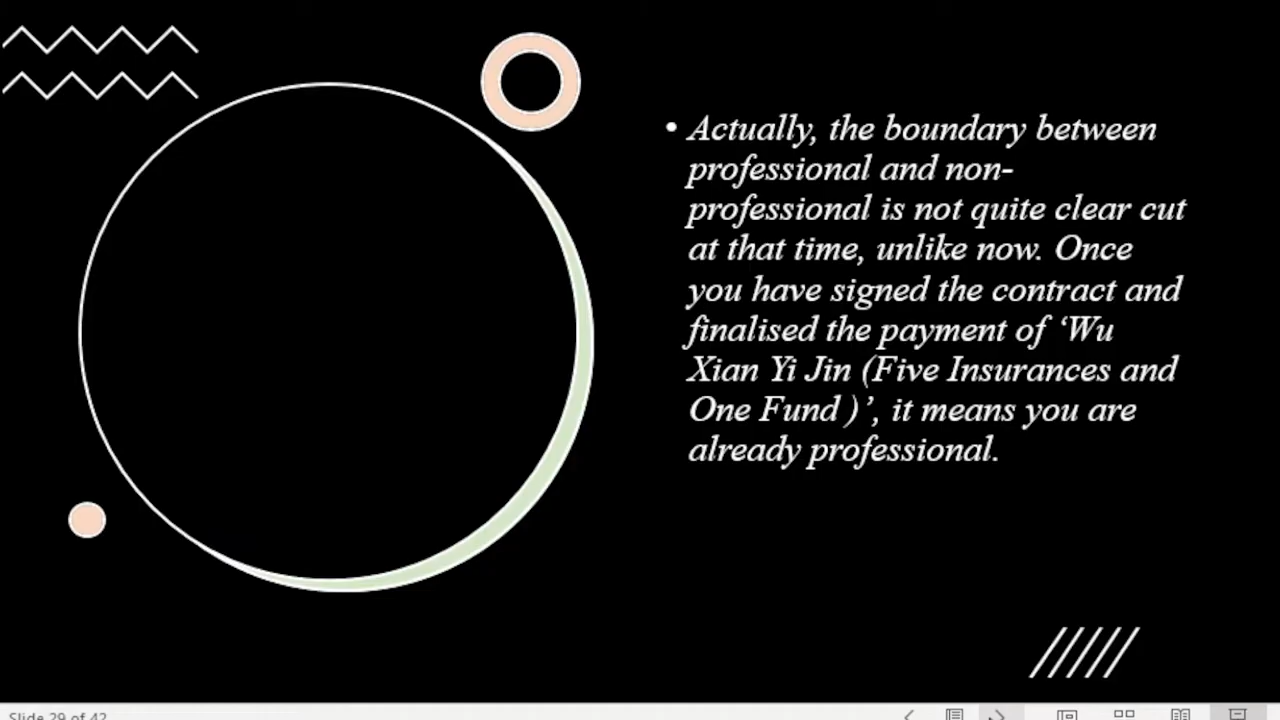 • Actually, the boundary between
professional and non-
professional is not quite clear cut
at that time, unlike now. Once
you have signed the contract and
finalised the payment of ‘Wu
Xian Yi Jin (Five Insurances and
One Fund )’, it means you are
already professional.
Slide 29 of 42